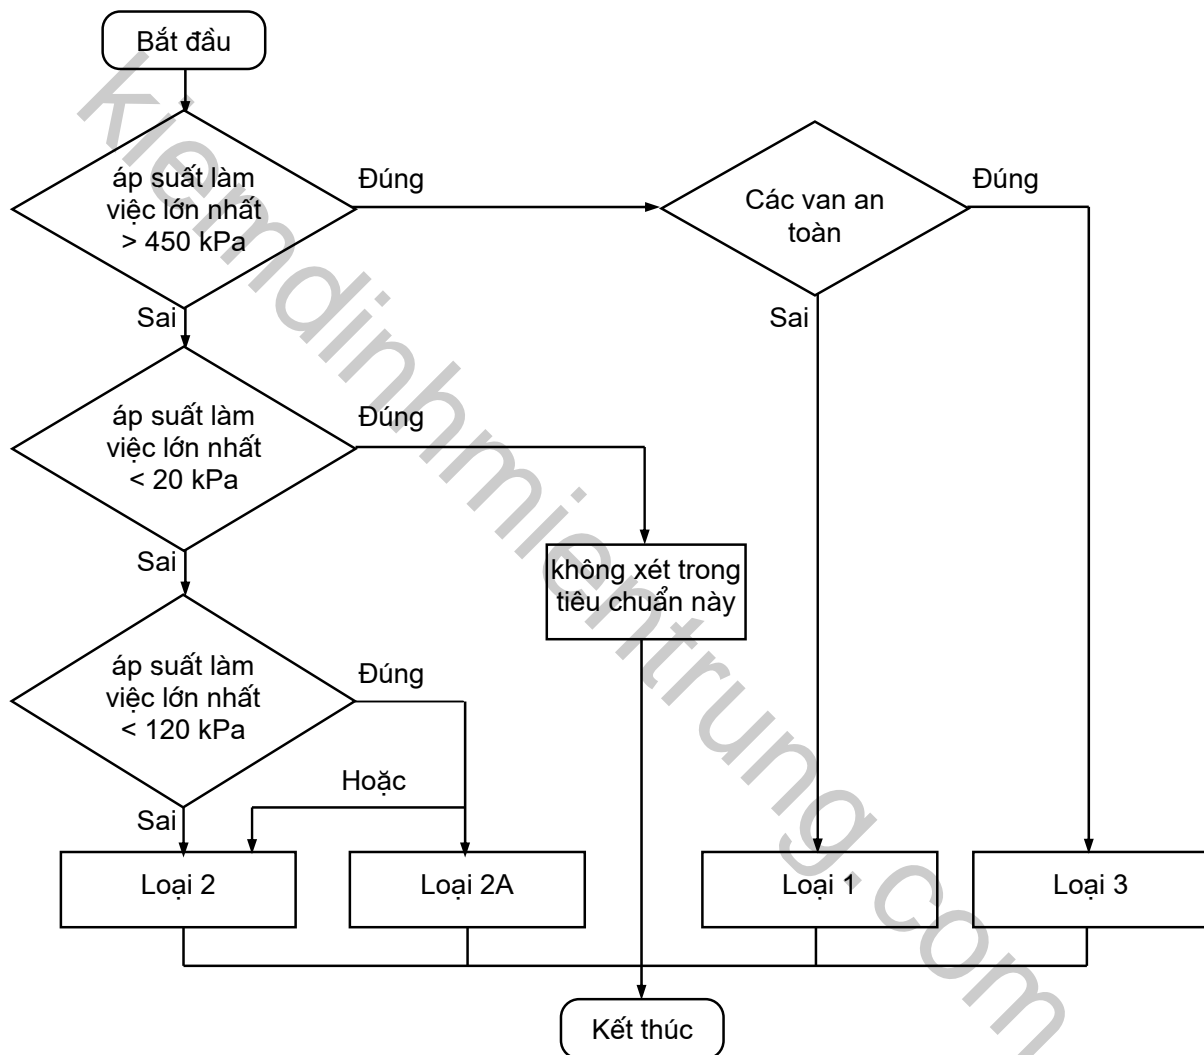 Bắt đầu
áp suất làm
việc lớn nhất
> 450 kPa
Đúng
Các van an
toàn
Đúng
Sai
Sai
áp suất làm
việc lớn nhất
< 20 kPa
Đúng
Sai
không xét trong
tiêu chuẩn này
áp suất làm
việc lớn nhất
< 120 kPa
Đúng
Hoặc
Sai
Loại 2
Loại 2A
Loại 1
Loại 3
Kết thúc
kiemdinhmientrung.com